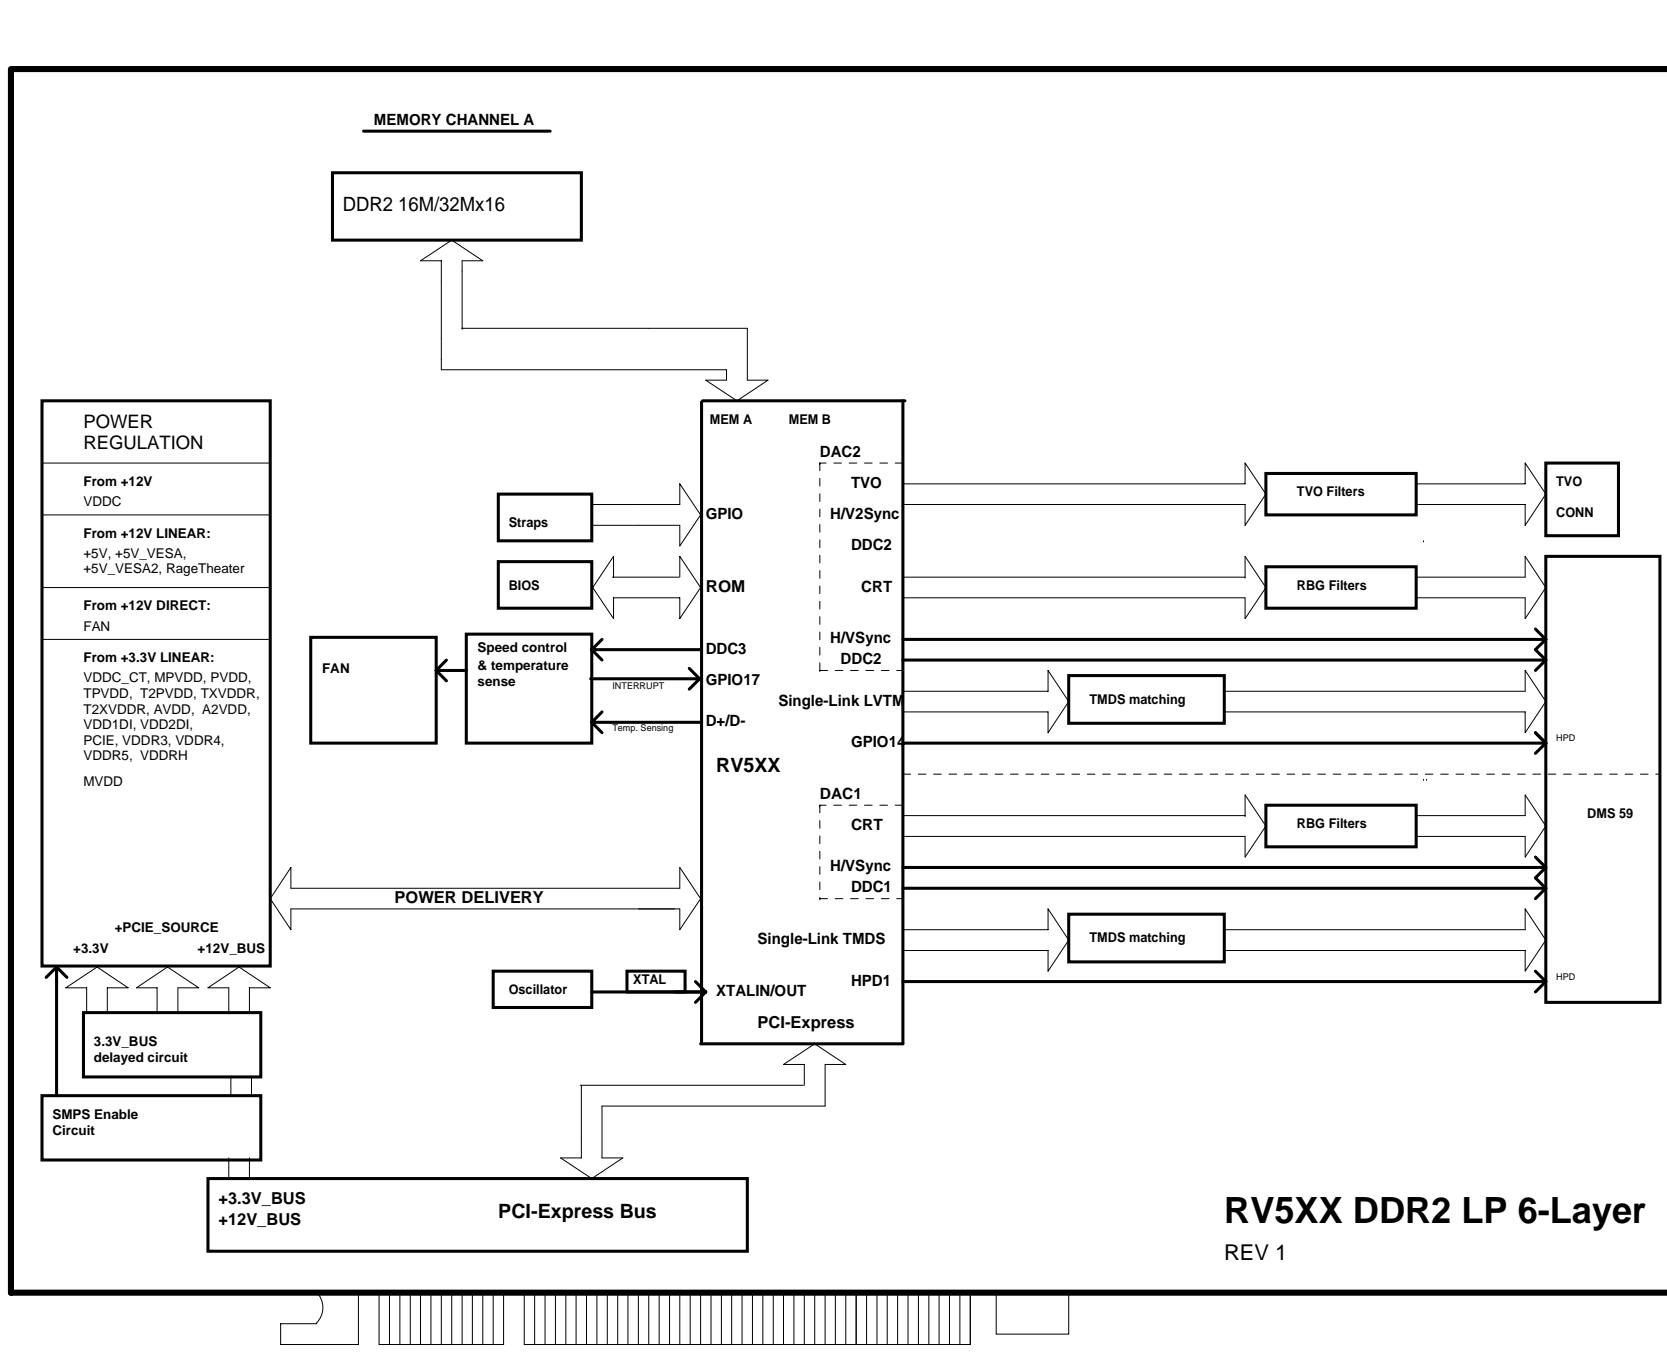 MEMORY CHANNEL A
DDR2 16M/32Mx16
POWER
REGULATION
From +12V
VDDC
From +12V LINEAR:
+5V, +5V_VESA,
+5V_VESA2, RageTheater
From +12V DIRECT:
FAN
From +3.3V LINEAR:
VDDC_CT, MPVDD, PVDD,
TPVDD, T2PVDD, TXVDDR,
T2XVDDR, AVDD, A2VDD,
VDD1DI, VDD2DI,
PCIE, VDDR3, VDDR4,
VDDR5, VDDRH
MVDD
+PCIE_SOURCE
+3.3V
+12V_BUS
3.3V_BUS
delayed circuit
SMPS Enable
Circuit
Straps
BIOS
FAN
Speed control
& temperature
sense
INTERRUPT
Temp. Sensing
POWER DELIVERY
Oscillator
XTAL
MEM A
MEM B
GPIO
ROM
DDC3
GPIO17
D+/D-
RV5XX
XTALIN/OUT
PCI-Express
DAC2
TVO
H/V2Sync
DDC2
CRT
H/VSync
DDC2
Single-Link LVTM
GPIO14
DAC1
CRT
H/VSync
DDC1
Single-Link TMDS
HPD1
TVO Filters
RBG Filters
TMDS matching
RBG Filters
TMDS matching
TVO
CONN
HPD
DMS 59
HPD
+3.3V_BUS
+12V_BUS
PCI-Express Bus
RV5XX DDR2 LP 6-Layer
REV 1